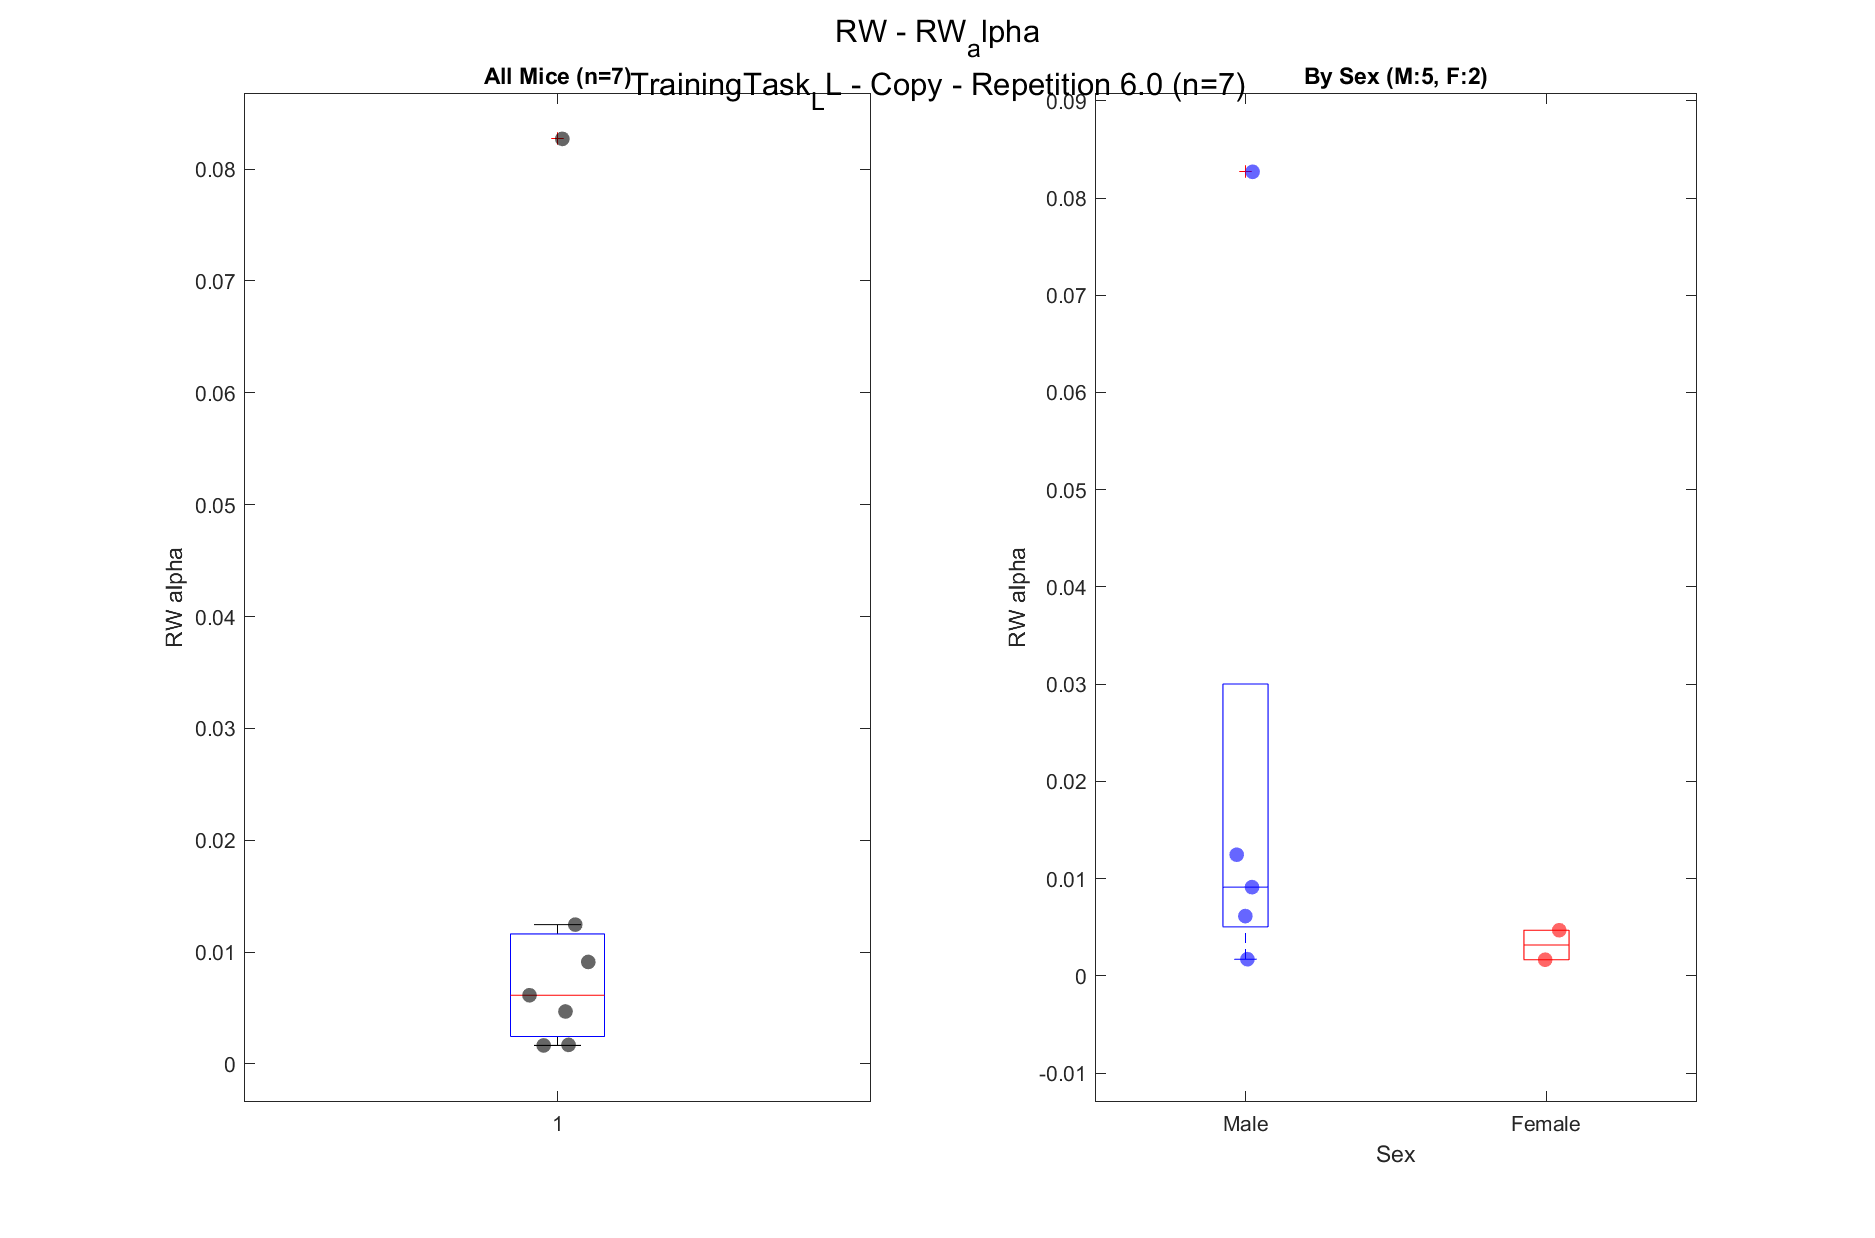 RW - RW_alpha
TrainingTask_LL - Copy - Repetition 6.0 (n=7)
All Mice (n=7)
RW alpha
0.08
0.07
0.06
0.05
0.04
0.03
0.02
0.01
0
1
By Sex (M:5, F:2)
RW alpha
0.09
0.08
0.07
0.06
0.05
0.04
0.03
0.02
0.01
0
-0.01
Male Female
Sex